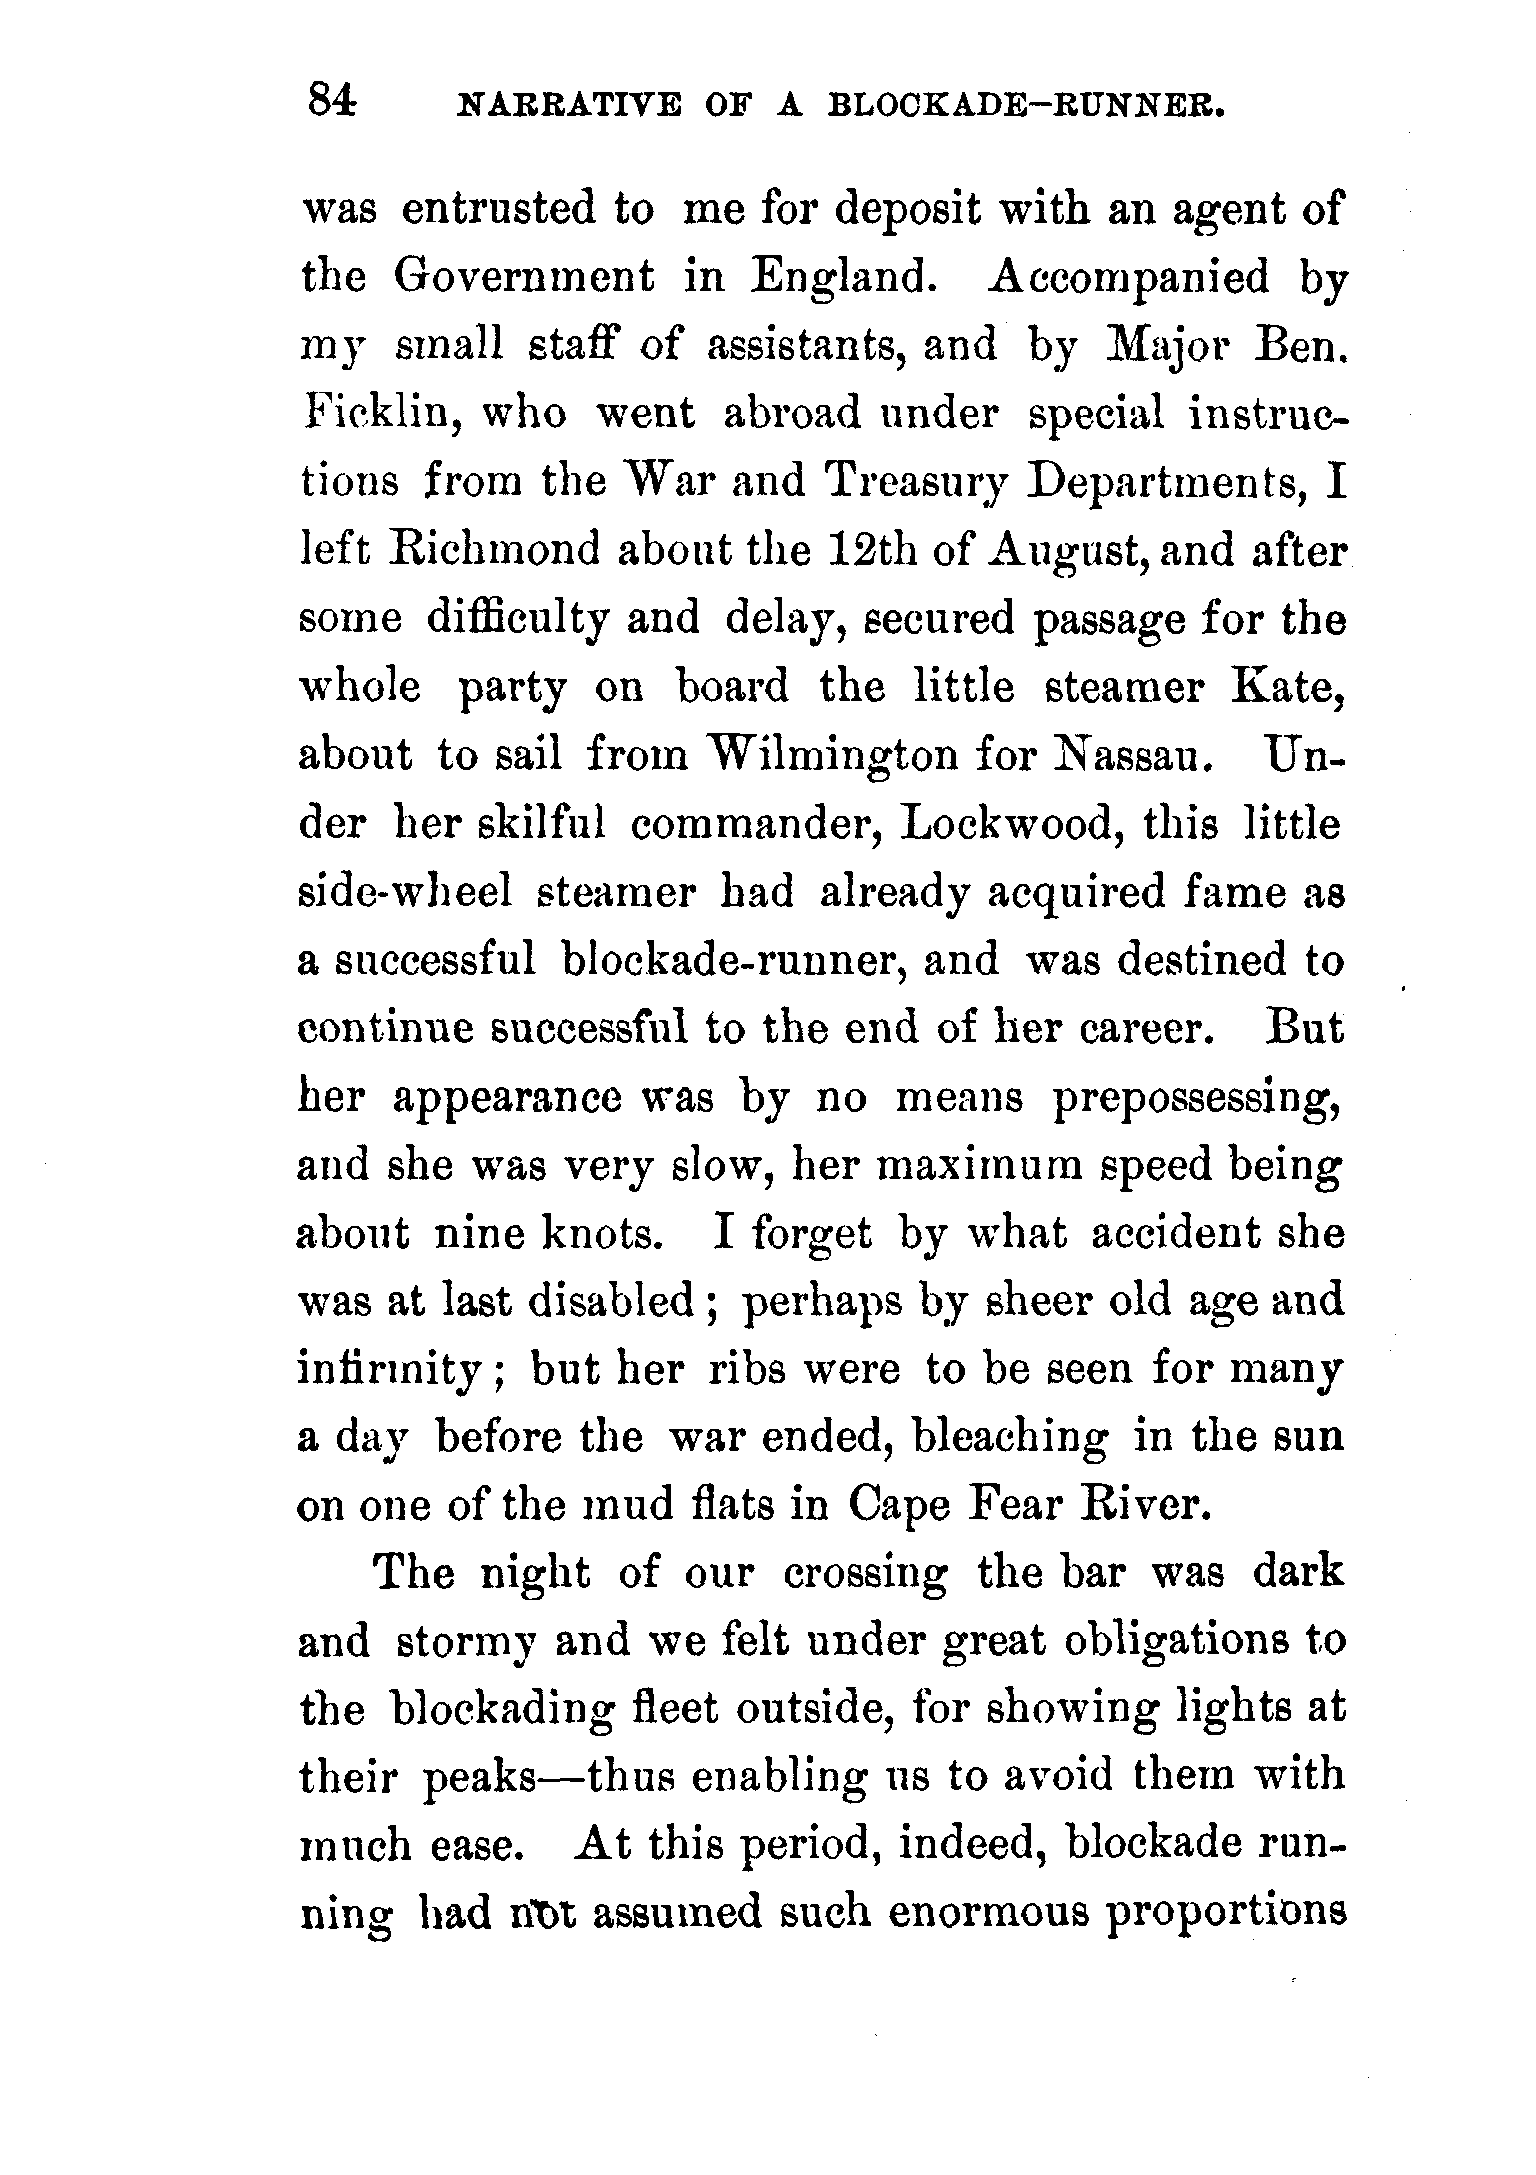 84 NARRATIVE OF A BLOCKADE-RUNNER.
was entrusted to me for deposit with an agent of
the Government in England. Accompanied by
my small staff of assistants, and by Major Ben.
Ficklin, who went abroad under special instruc-
tions from the War and Treasury Departments, I
left Richmond about the 12th of August, and after
some difficulty and delay, secured passage for the
whole party on board the little steamer Kate,
about to sail from Wilmington for Nassau. Un-
der her skilful commander, Lockwood, this little
side-wheel steamer had already acquired fame as
a successful blockade-runner, and was destined to
continue successful to the end of her career. But
her appearance was by no means prepossessing,
and she was very slow, her maximum speed being
about nine knots. I forget by what accident she
was at last disabled; perhaps by sheer old age and
infirmity; but her ribs were to be seen for many
a day before the war ended, bleaching in the sun
on one of the mud flats in Cape Fear River.
The night of our crossing the bar was dark
and stormy and we felt under great obligations to
the blockading fleet outside, for showing lights at
their peaks—thus enabling us to avoid them with
much ease. At this period, indeed, blockade run-
ning had not assumed such enormous proportions